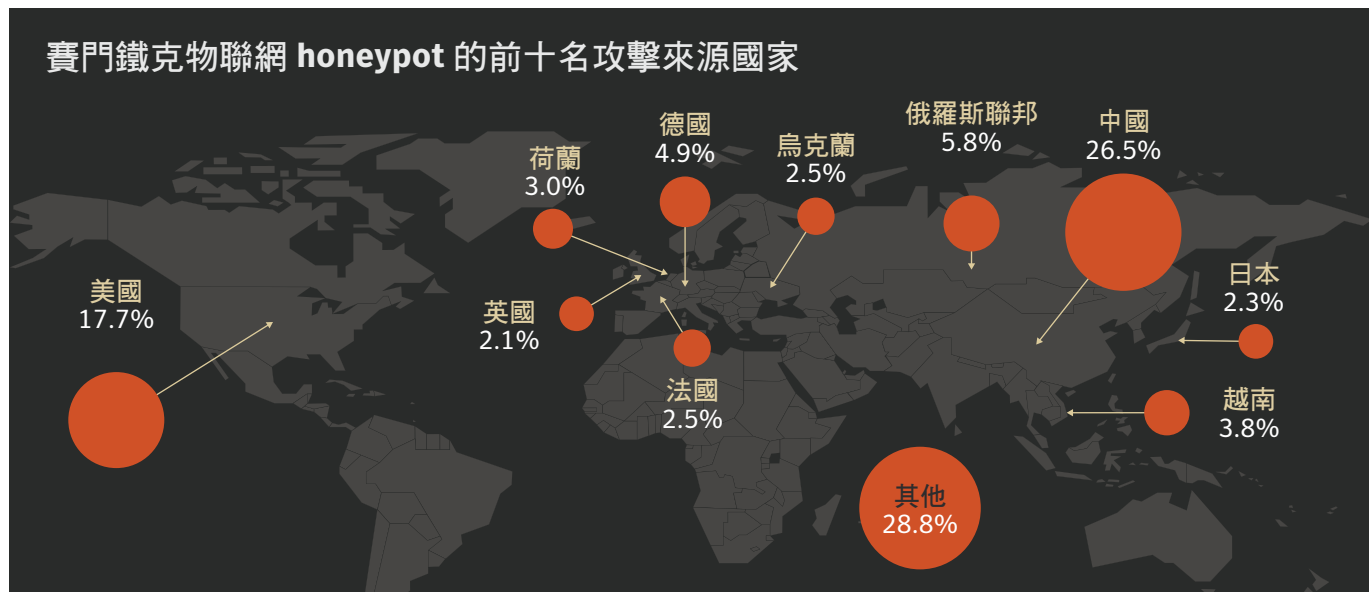 賽門鐵克物聯網 honeypot 的前十名攻擊來源國家
美國
17.7%
荷蘭
3.0%
德國
4.9%
烏克蘭
2.5%
俄羅斯聯邦
5.8%
中國
26.5%
英國
2.1%
法國
2.5%
日本
2.3%
越南
3.8%
其他
28.8%